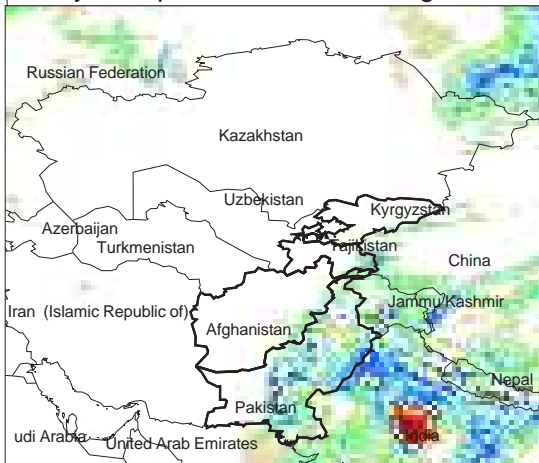 Russian Federation
Kazakhstan
Uzbekistan
Kyrgyzstan
Azerbaijan
Turkmenistan
Tajikistan
China
Iran (Islamic Republic of)
Jammu/Kashmir
Afghanistan
Nepal
Pakistan
udi Arabia
United Arab Emirates
India